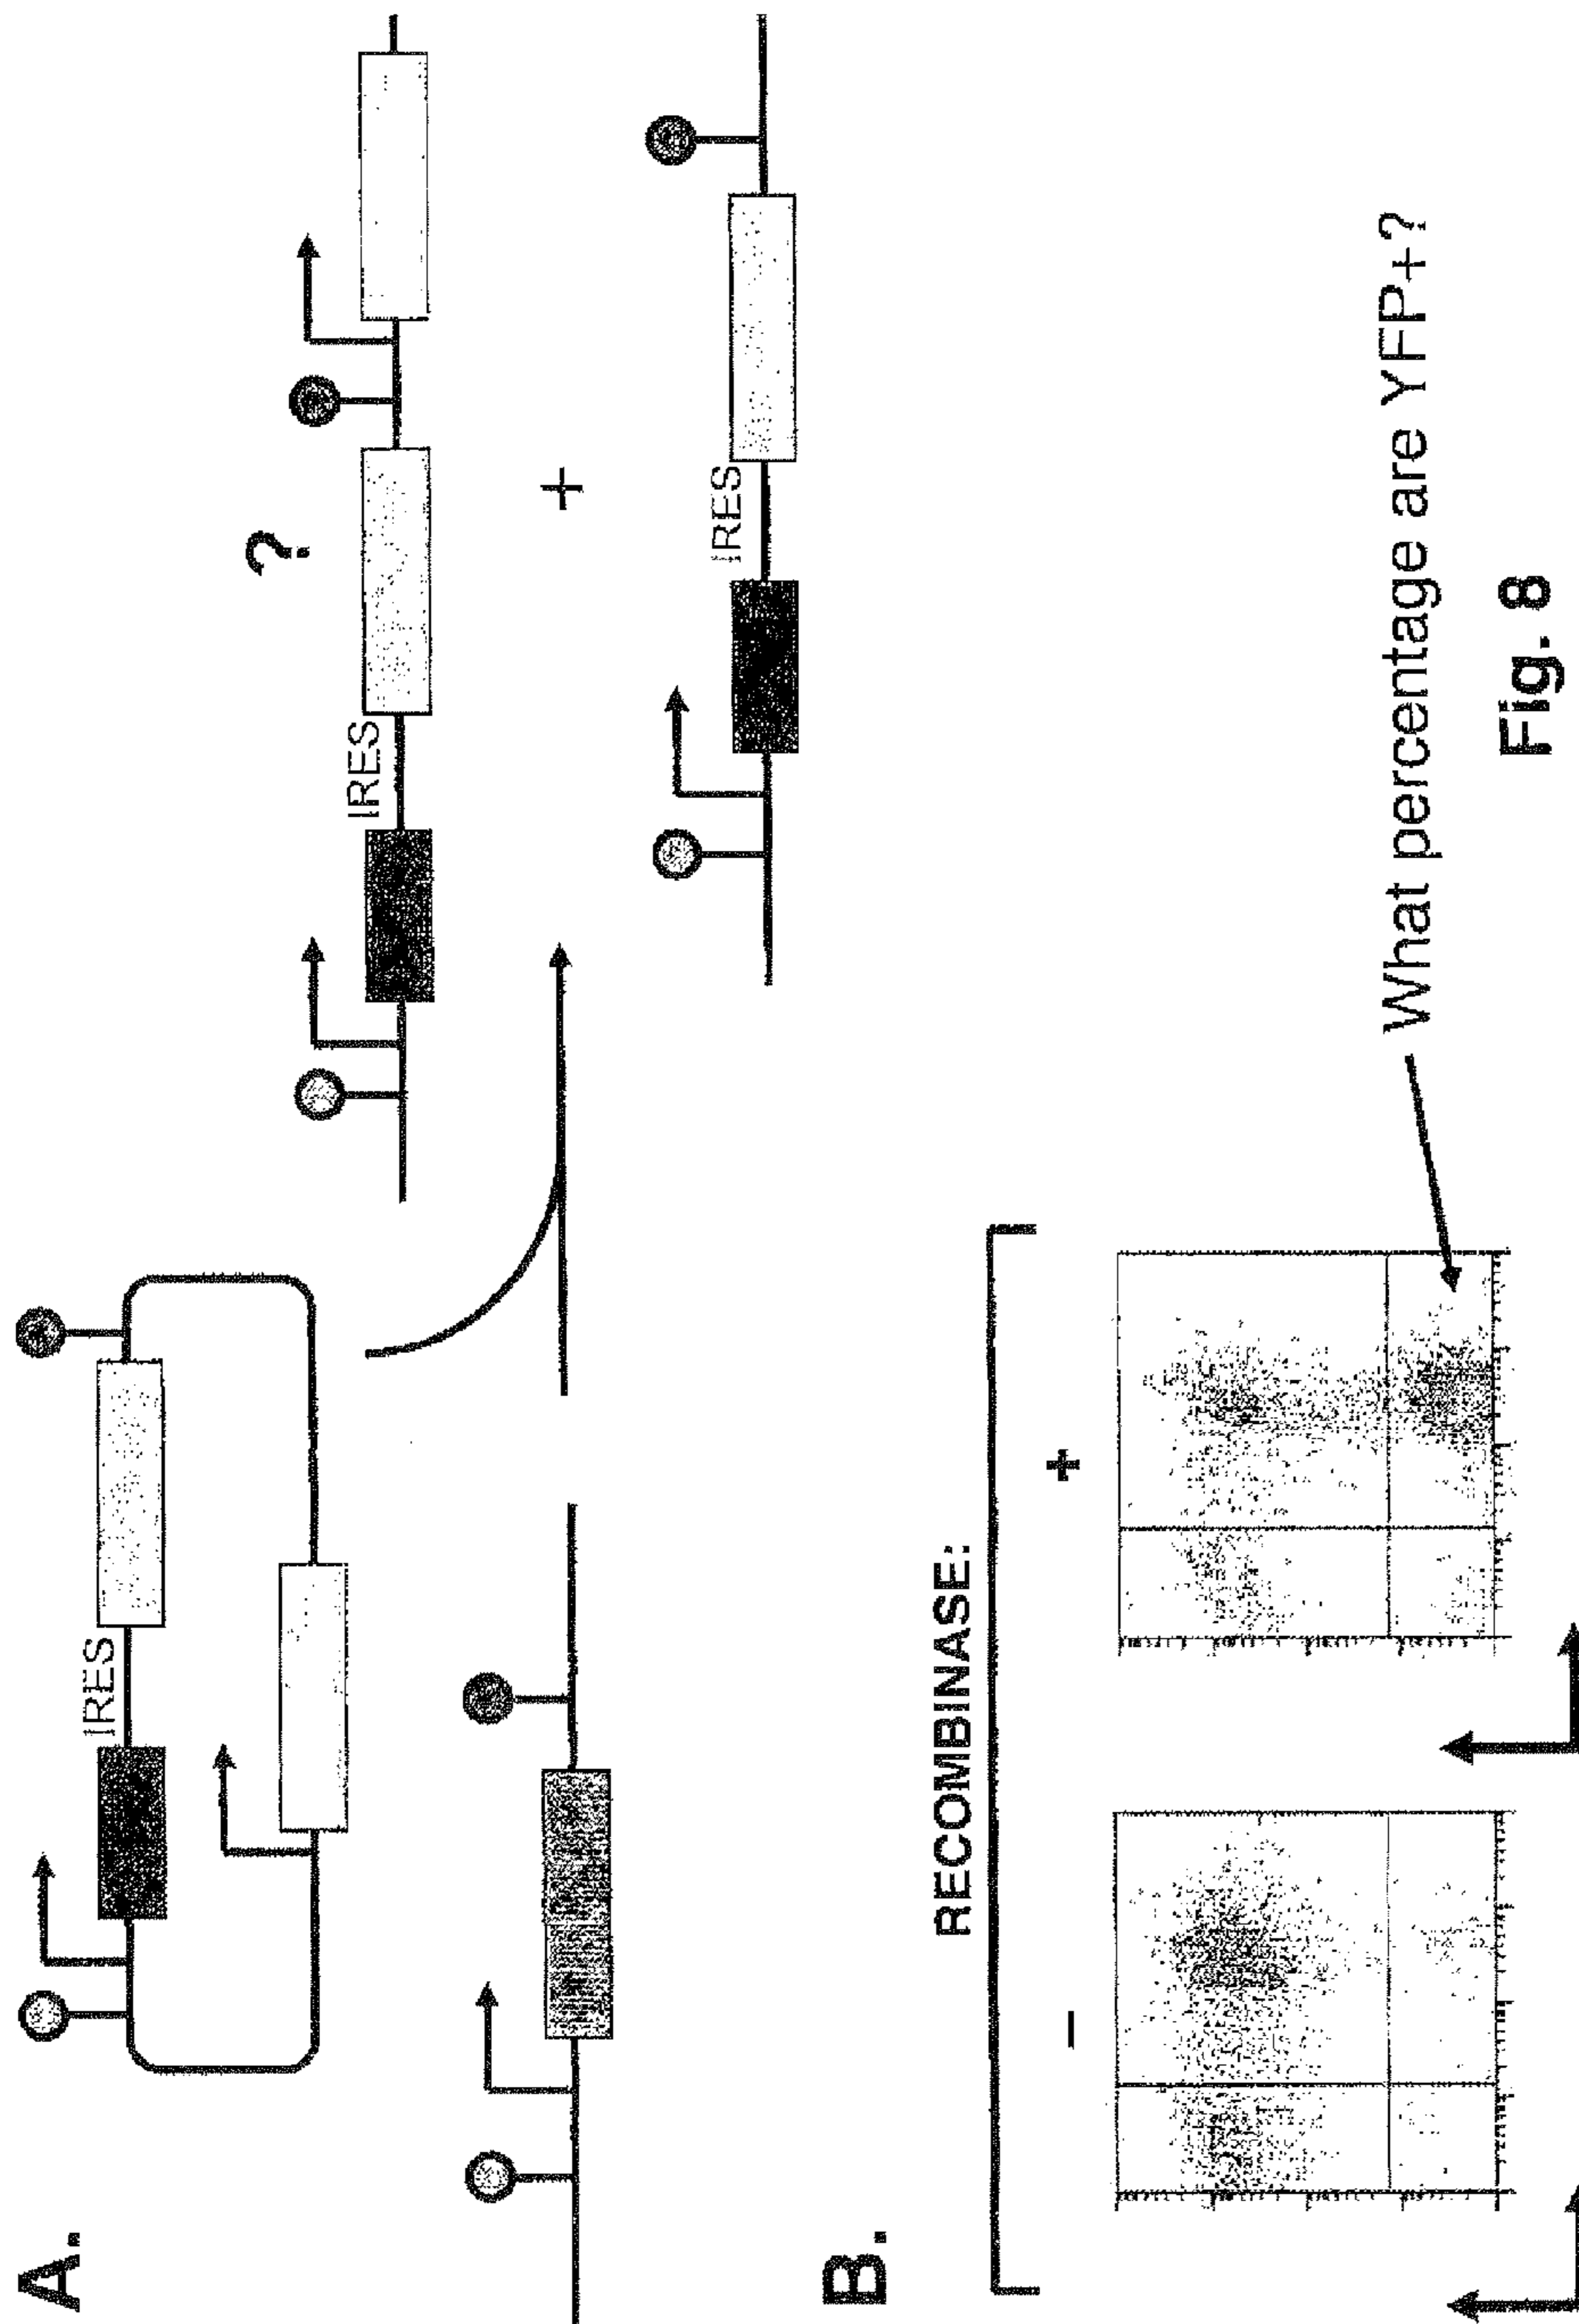 A.
IRES
?
IRES
+
IRES
B.
RECOMBINASE:
−
+
What percentage are YFP+?
Fig. 8